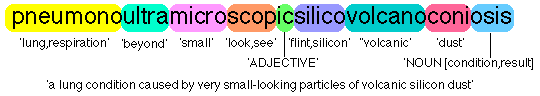 pneumonoultramicroscopicsilicovolcanoconiosis
'lung,respiration' 'beyond' 'small' 'look,see' 'flint,silicon' 'volcanic' 'dust'
'ADJECTIVE' 'NOUN [condition,result]
'a lung condition caused by very small-looking particles of volcanic silicon dust'